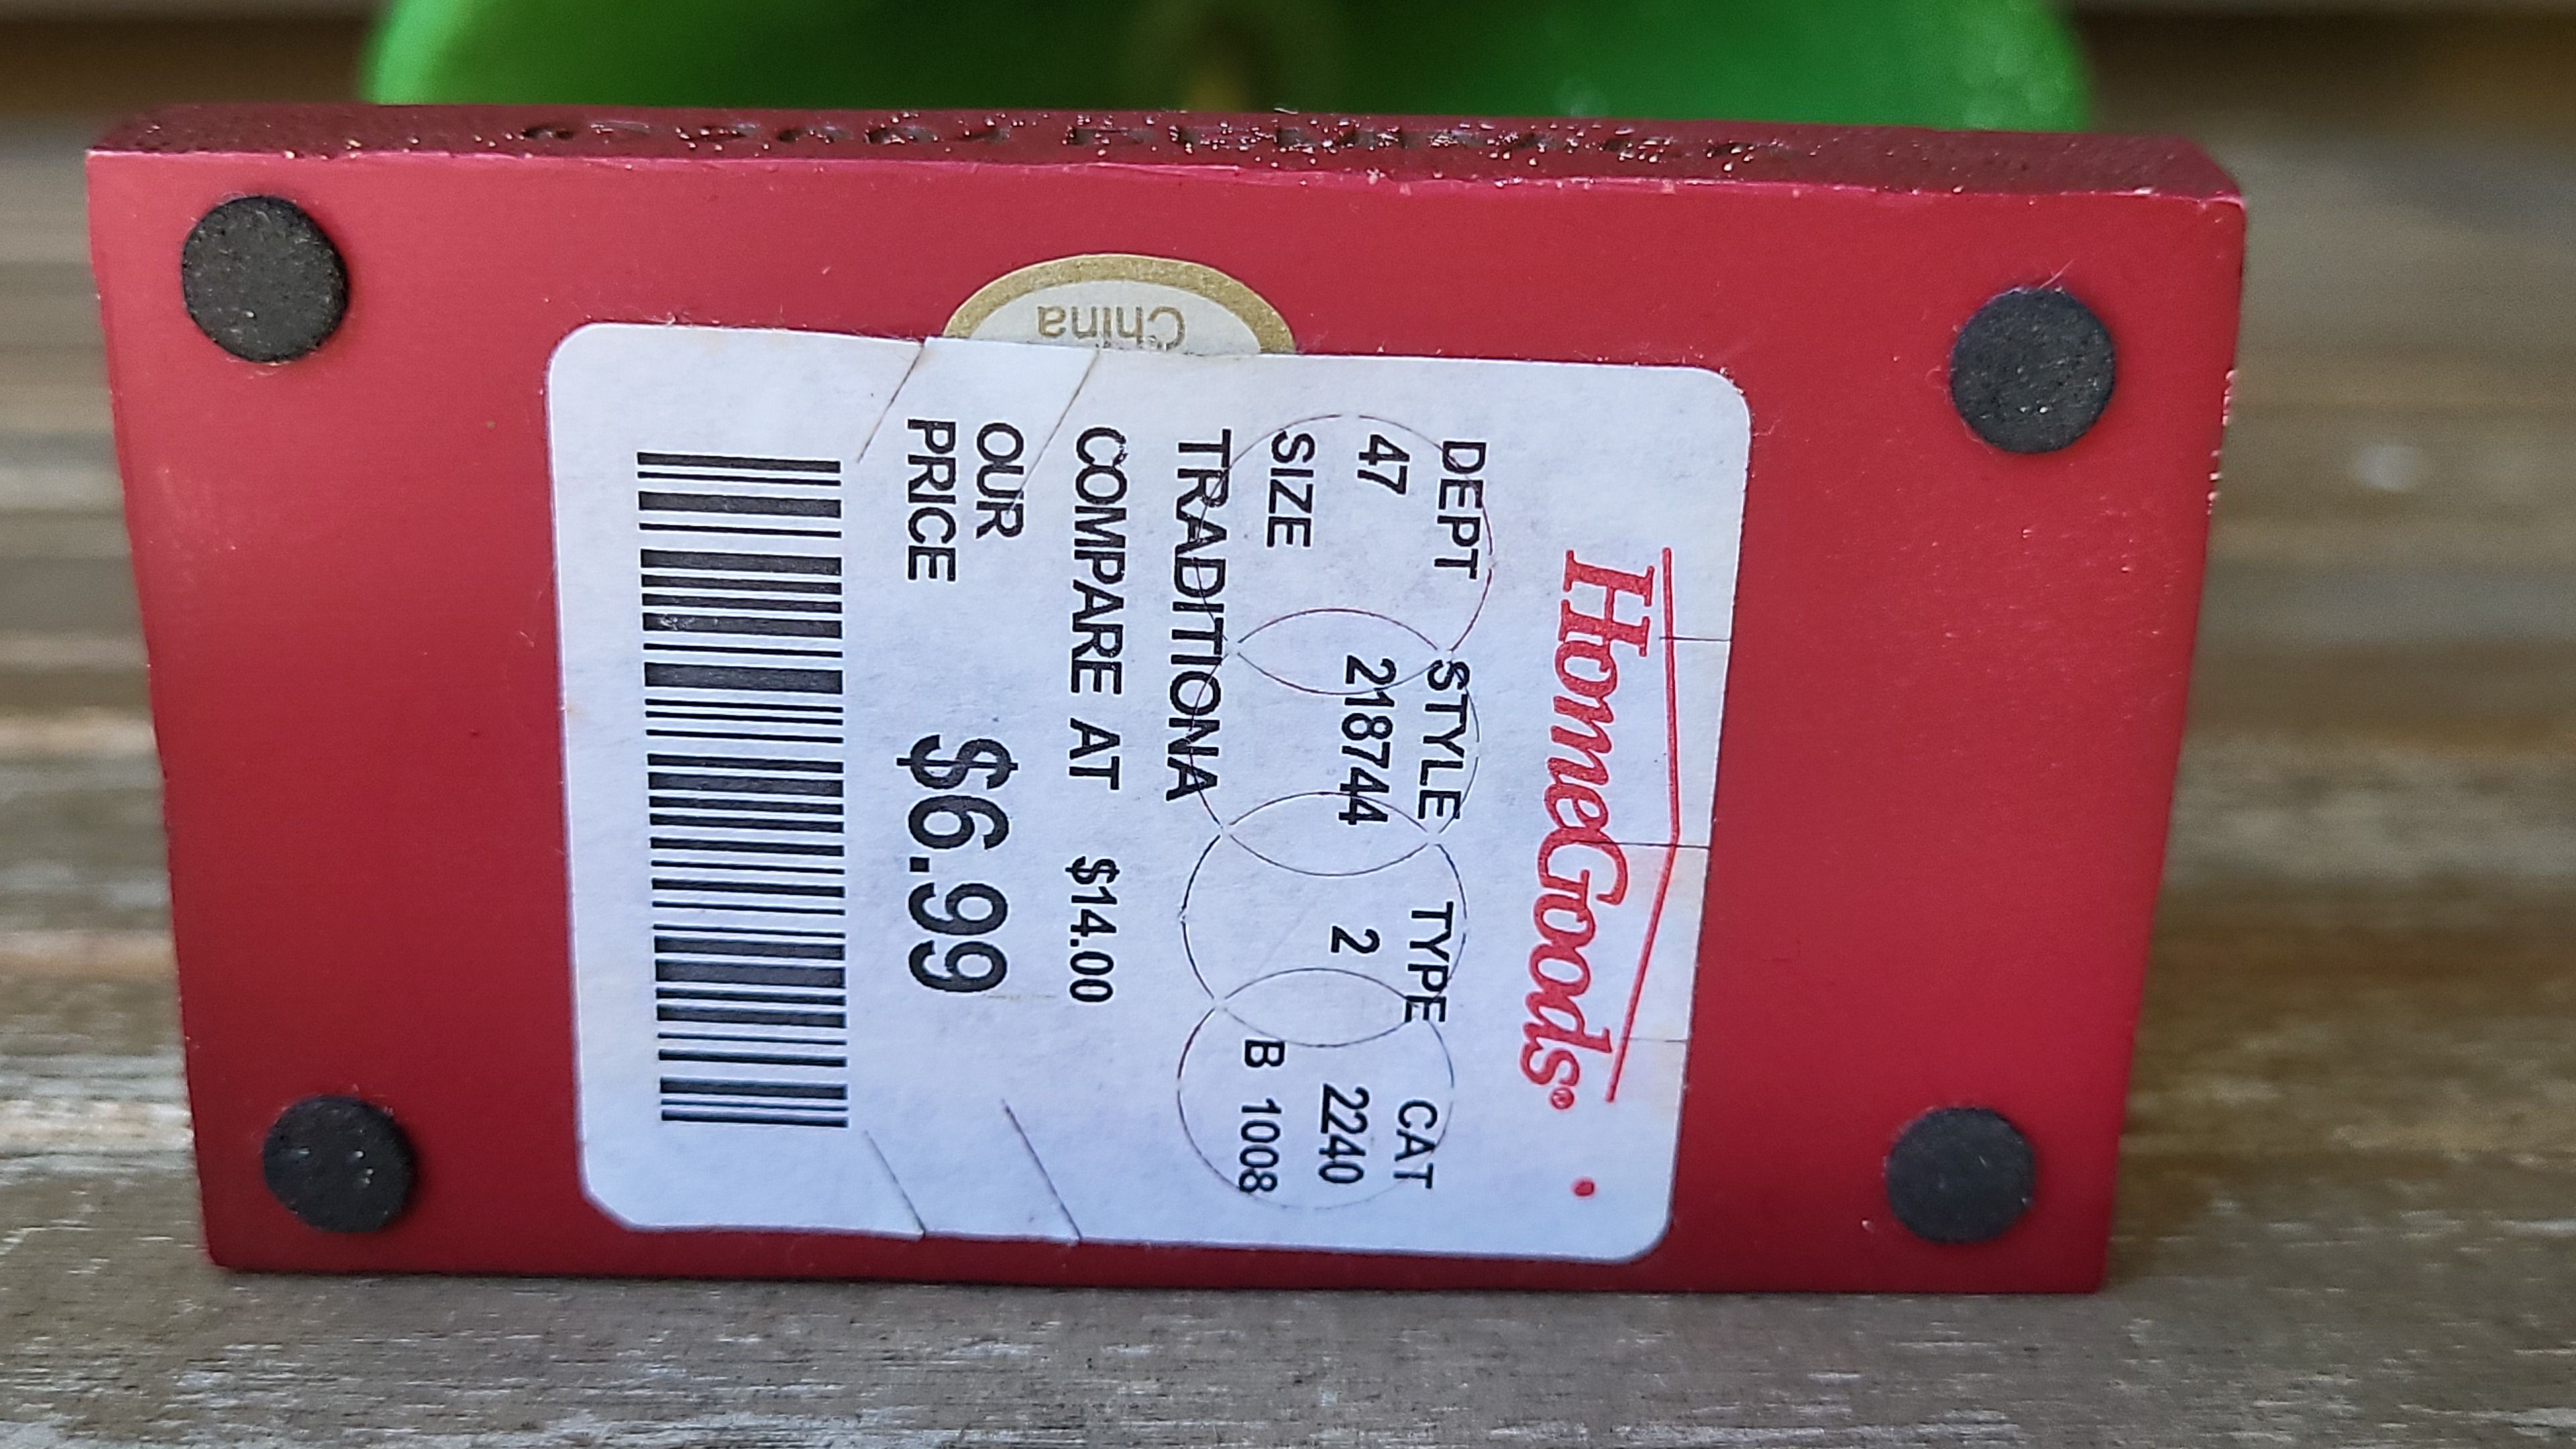 HomeGoods®
DEPT STYLE TYPE CAT
47 218744 2 2240
SIZE B 1008
TRADITIONA
COMPARE AT $14.00
OUR
PRICE $6.99
China